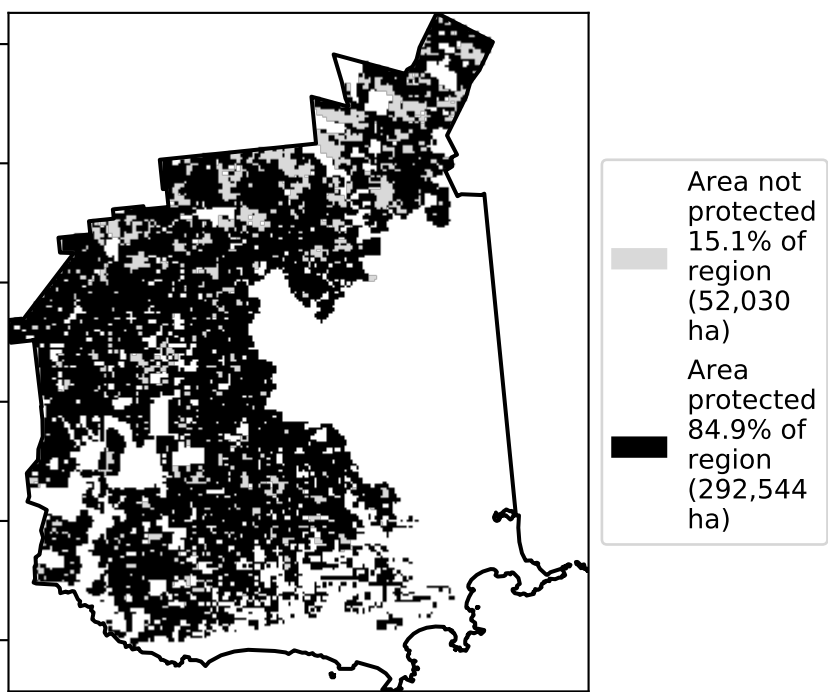 Area not
protected
15.1% of
region
(52,030
ha)
Area
protected
84.9% of
region
(292,544
ha)